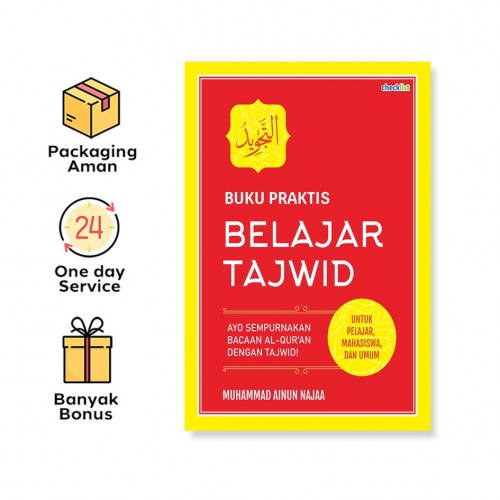 Packaging
Aman
24
One day
Service
Banyak
Bonus
checklist
التجويد
BUKU PRAKTIS
BELAJAR
TAJWID
AYO SEMPURNAKAN
BACAAN AL-QUR'AN
DENGAN TAJWID!
UNTUK
PELAJAR,
MAHASISWA,
DAN UMUM
MUHAMMAD AINUN NAJAA